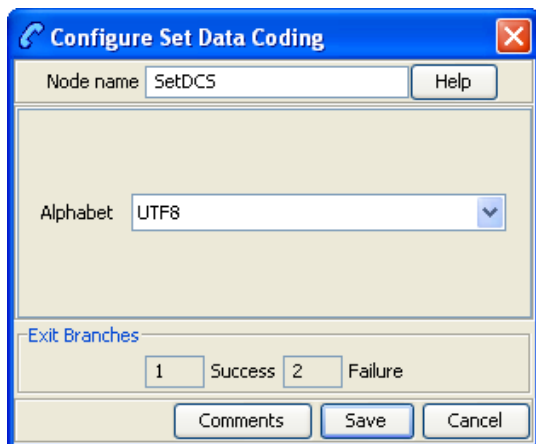 Configure Set Data Coding
Node name SetDCS Help
Alphabet UTF8
Exit Branches
1 Success 2 Failure
Comments Save Cancel